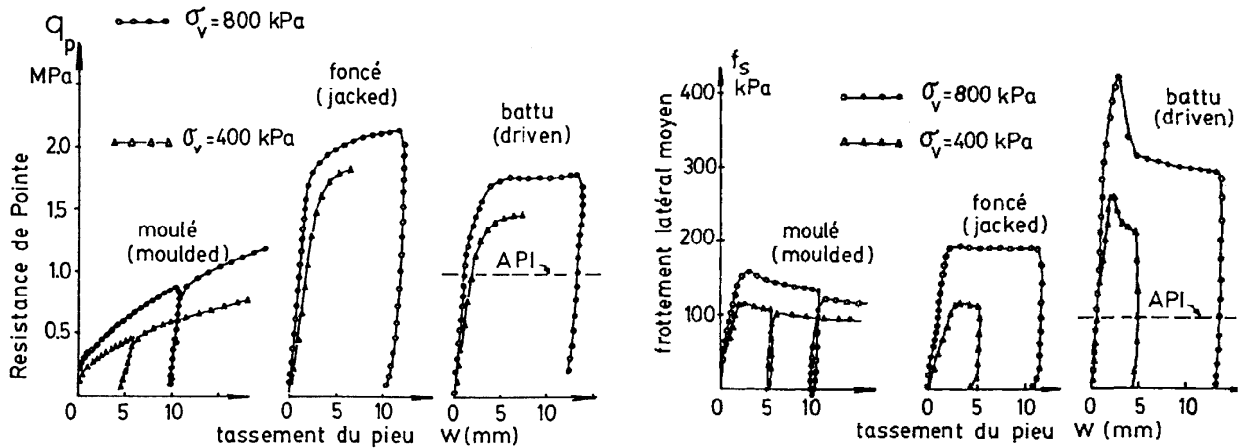 q_p
MPa
σ_v = 800 kPa
σ_v = 400 kPa
foncé
(jacked)
battu
(driven)
moulé
(moulded)
API
Resistance de Pointe
2.0
1.5
1.0
0.5
0 5 10
0 5 10
0 5 10
tassement du pieu W (mm)
f_s
kPa
σ_v = 800 kPa
σ_v = 400 kPa
battu
(driven)
foncé
(jacked)
moulé
(moulded)
API
frottement latéral moyen
400
300
200
100
0 5 10
0 5 10
0 5 10
tassement du pieu W (mm)